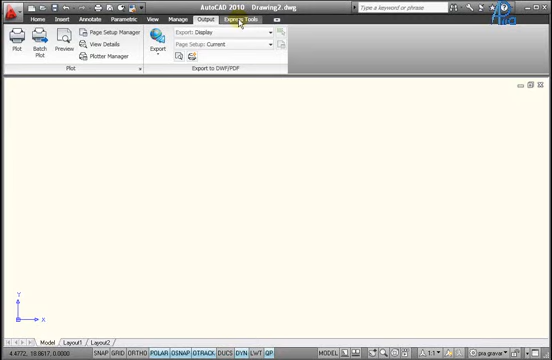 AutoCAD 2010 Drawing2.dwg
Type a keyword or phrase
Home Insert Annotate Parametric View Manage Output Express Tools
Plot
Batch Plot
Preview
Page Setup Manager
View Details
Plotter Manager
Export
Export: Display
Page Setup: Current
Plot
Export to DWF/PDF
Y
X
Model Layout1 Layout2
4.4772, 18.8617, 0.0000 SNAP GRID ORTHO POLAR OSNAP OTRACK DUCS DYN LWT QP MODEL 1:1 pra gravar